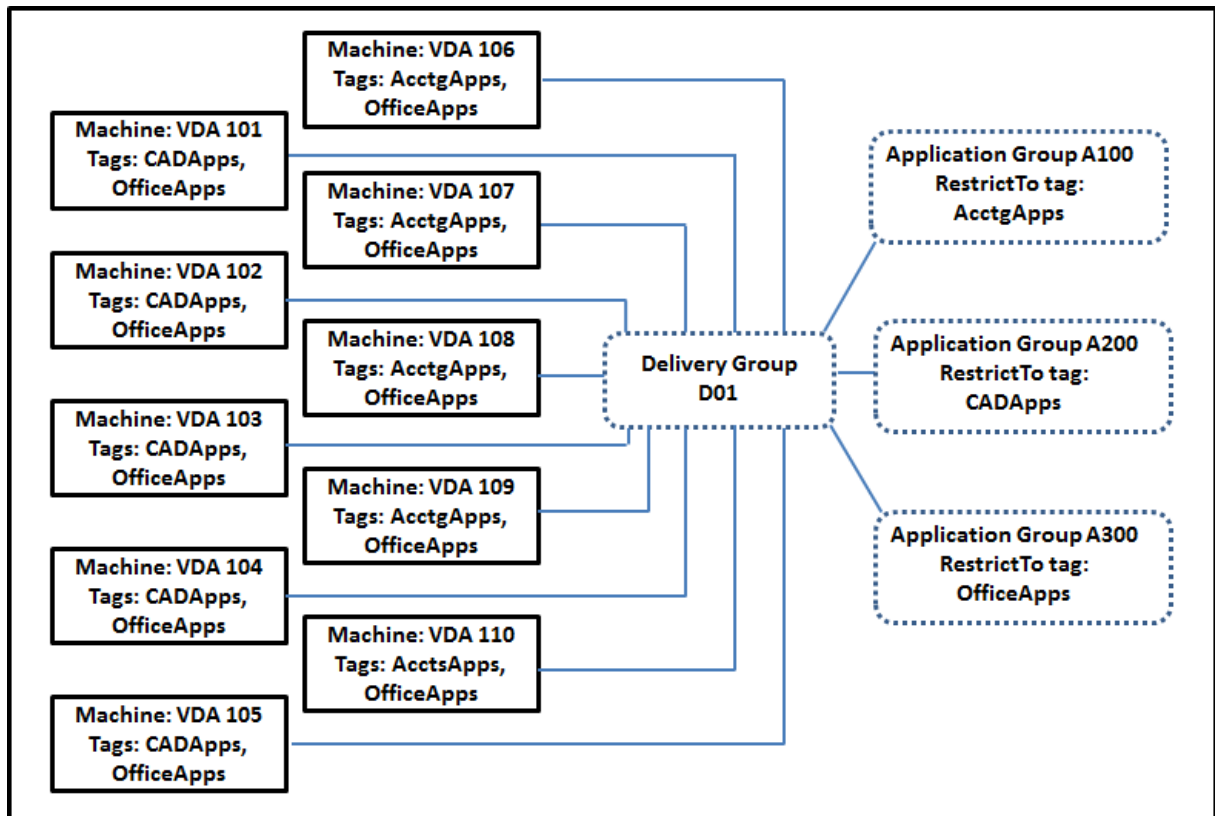 Machine: VDA 106
Tags: AcctgApps,
OfficeApps
Machine: VDA 101
Tags: CADApps,
OfficeApps
Machine: VDA 107
Tags: AcctgApps,
OfficeApps
Machine: VDA 102
Tags: CADApps,
OfficeApps
Machine: VDA 108
Tags: AcctgApps,
OfficeApps
Machine: VDA 103
Tags: CADApps,
OfficeApps
Machine: VDA 109
Tags: AcctgApps,
OfficeApps
Machine: VDA 104
Tags: CADApps,
OfficeApps
Machine: VDA 110
Tags: AcctsApps,
OfficeApps
Machine: VDA 105
Tags: CADApps,
OfficeApps
Delivery Group
D01
Application Group A100
RestrictTo tag:
AcctgApps
Application Group A200
RestrictTo tag:
CADApps
Application Group A300
RestrictTo tag:
OfficeApps